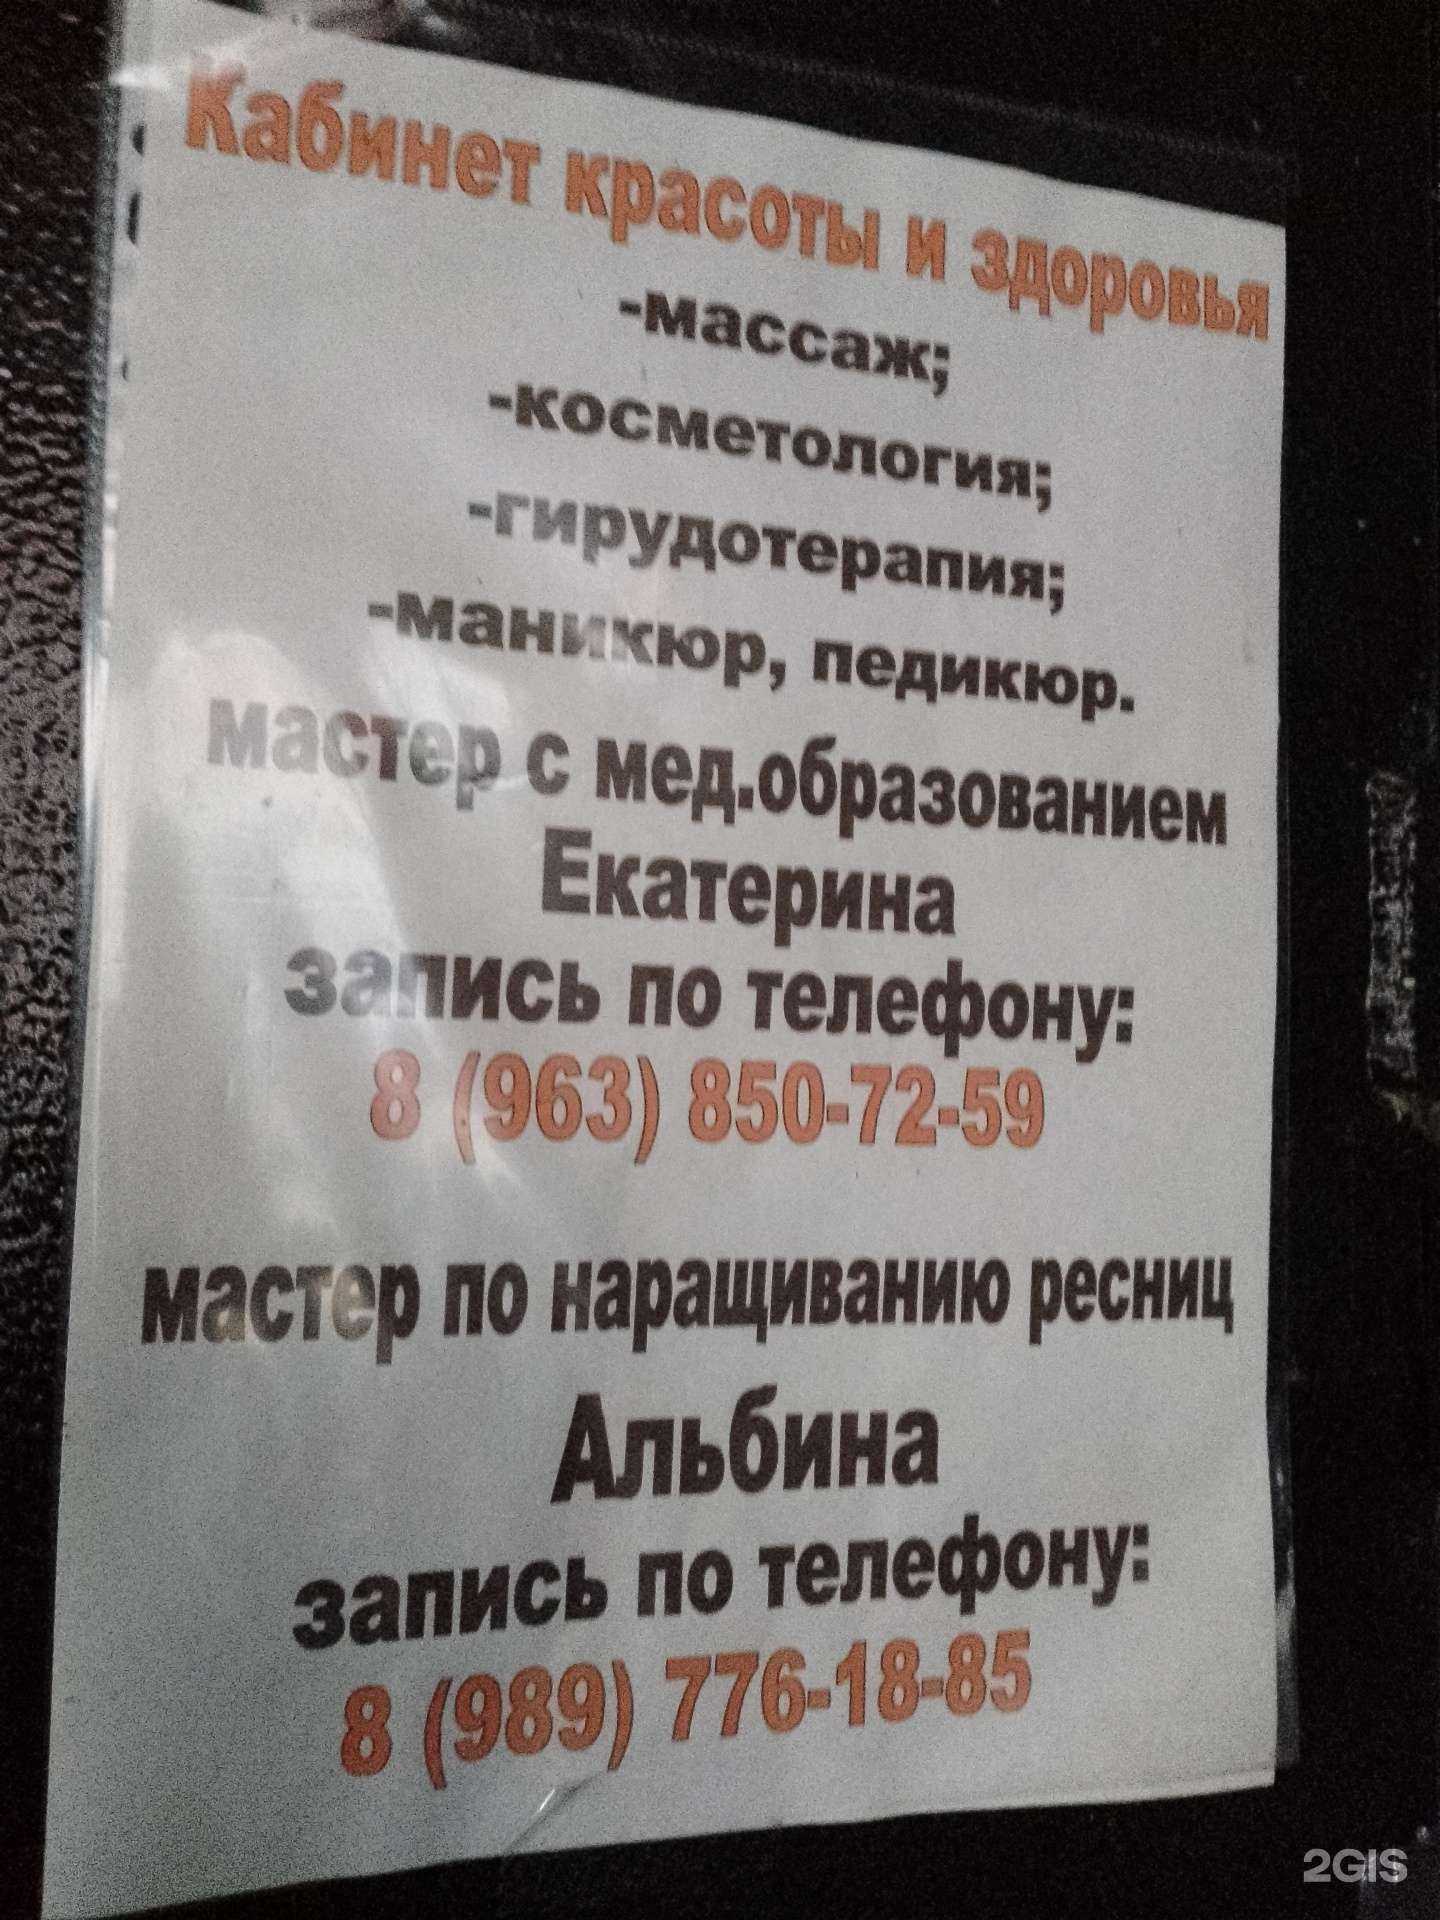 Кабинет красоты и здоровья
-массаж;
-косметология;
-гирудотерапия;
-маникюр, педикюр.
мастер с мед.образованием
Екатерина
запись по телефону:
8 (963) 850-72-59
мастер по наращиванию ресниц
Альбина
запись по телефону:
8 (989) 776-18-85
2GIS